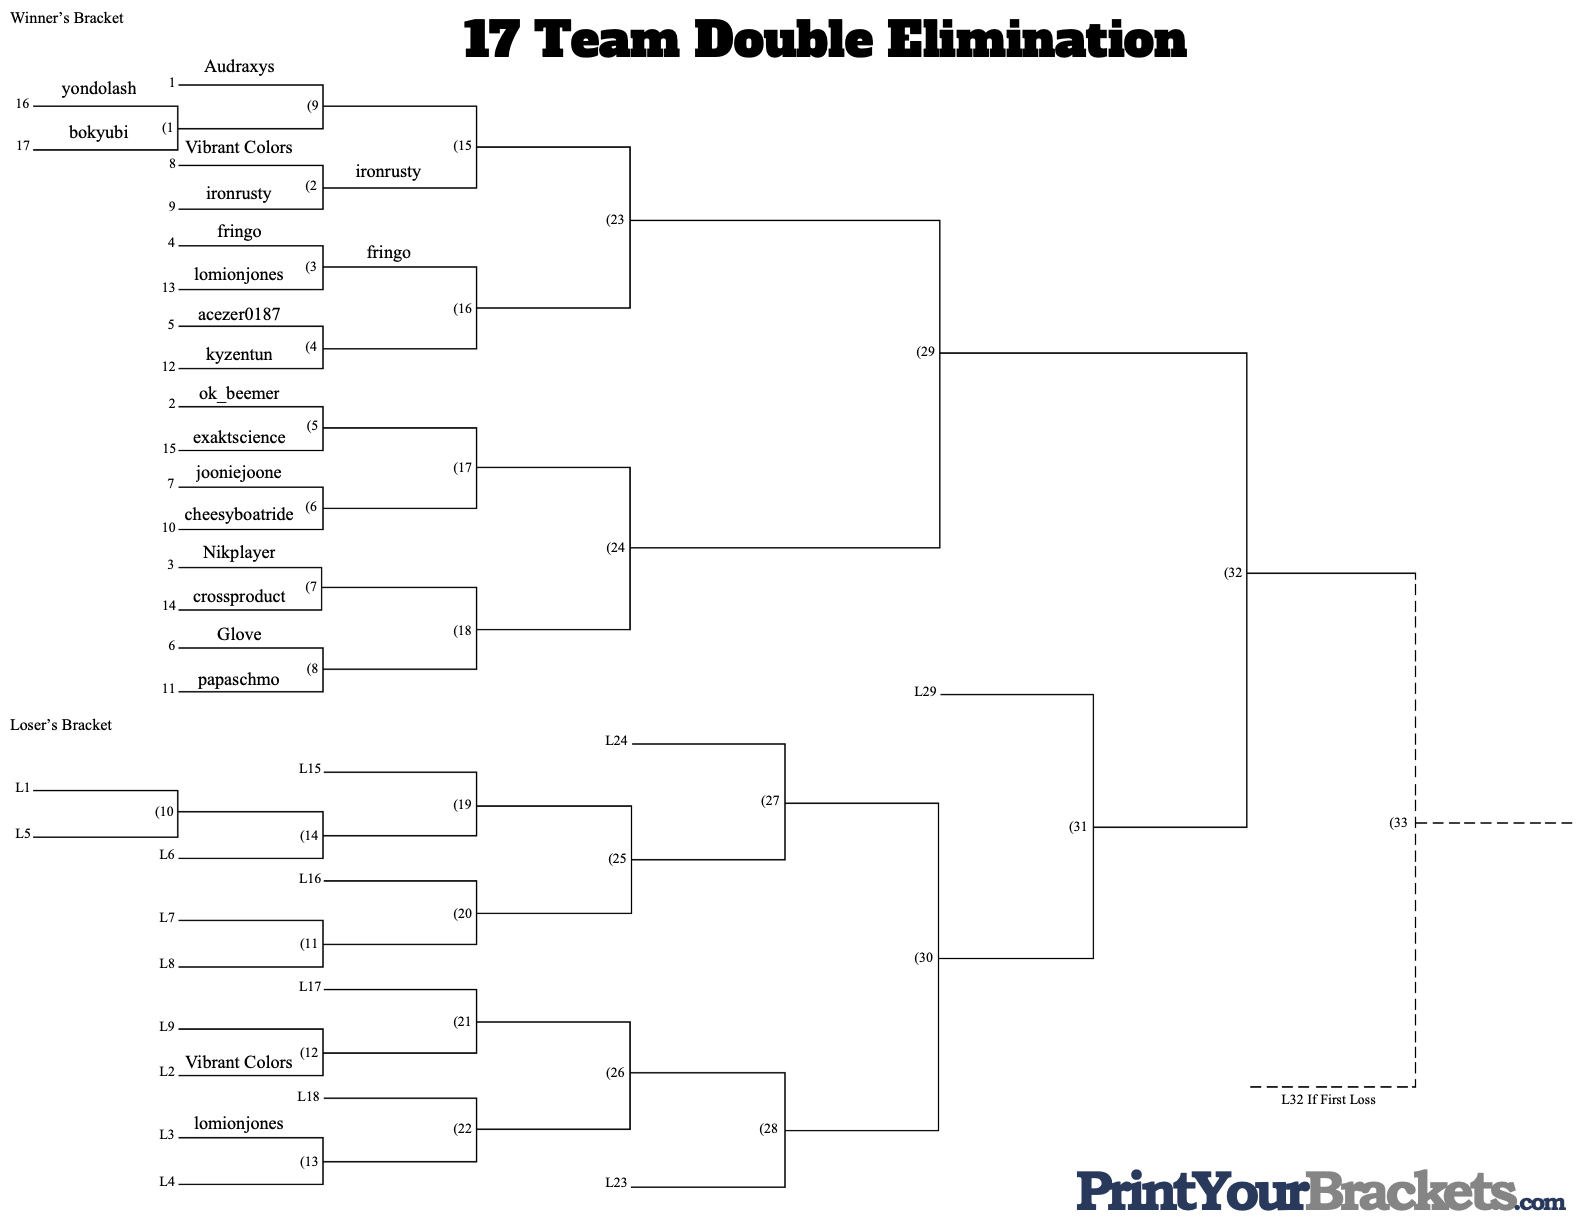 Winner's Bracket
17 Team Double Elimination
Audraxys
1
yondolash
16
(9
bokyubi
(1
17
Vibrant Colors
(15
8
ironrusty
(2
ironrusty
9
fringo
(23
4
fringo
lomionjones
(3
13
acezer0187
(16
5
kyzentun
(4
12
(29
ok_beemer
2
exaktscience
(5
15
jooniejoone
(17
7
cheesyboatride
(6
10
Nikplayer
(24
3
crossproduct
(7
14
(32
Glove
(18
6
papaschmo
(8
11
L29
Loser's Bracket
L24
L15
L1
(10
(19
(27
L5
(14
(31
(33
L6
(25
L16
L7
(20
(11
L8
(30
L17
L9
(21
Vibrant Colors
(12
L2
(26
L18
L32 If First Loss
lomionjones
L3
(22
(28
(13
L4
L23
PrintYourBrackets.com